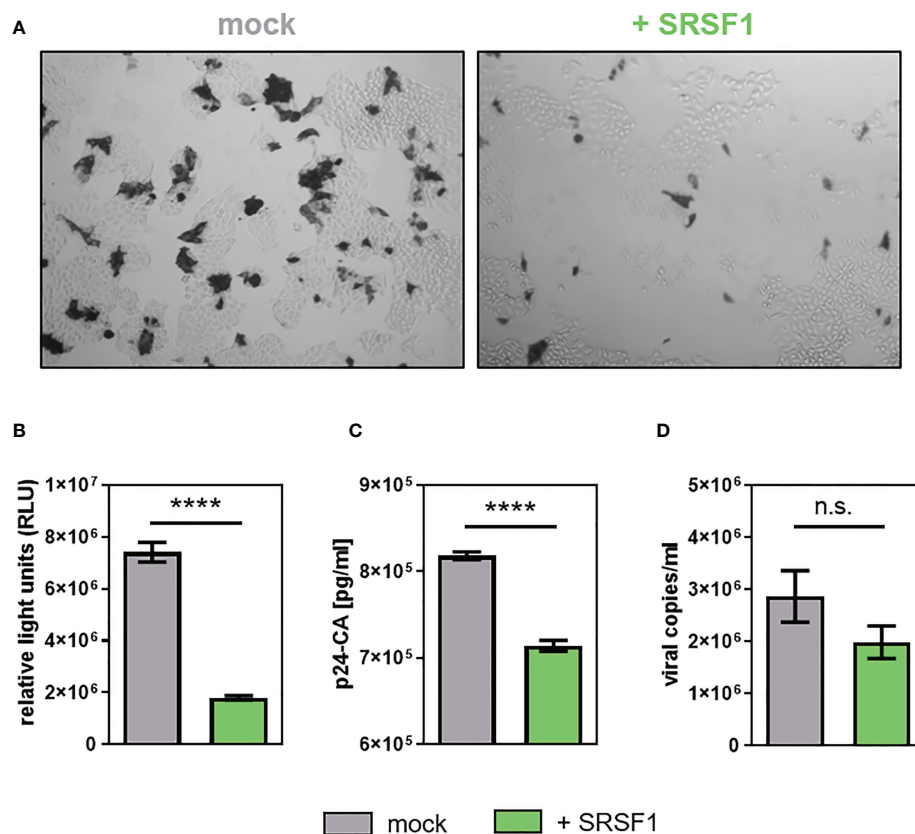 A
mock
+ SRSF1
B
C
D
relative light units (RLU)
1×10⁷
8×10⁶
6×10⁶
4×10⁶
2×10⁶
0
****
p24-CA [pg/ml]
9×10⁵
8×10⁵
7×10⁵
6×10⁵
****
viral copies/ml
5×10⁶
4×10⁶
3×10⁶
2×10⁶
1×10⁶
0
n.s.
mock
+ SRSF1